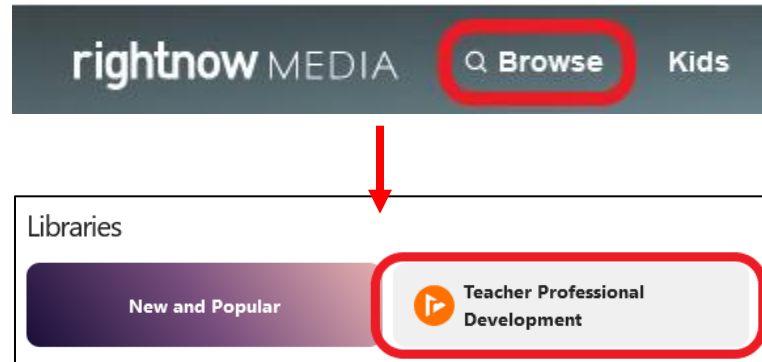 rightnow MEDIA Browse Kids
Libraries
New and Popular
Teacher Professional
Development